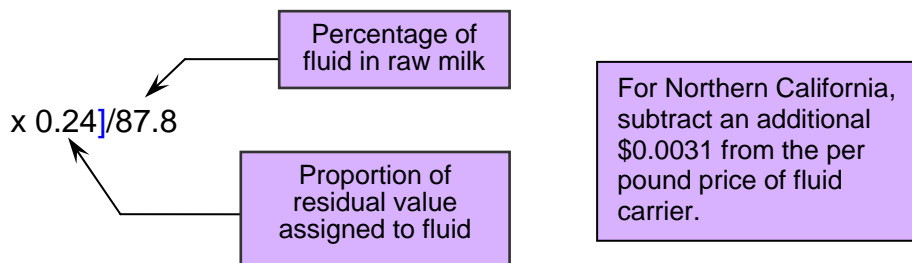 Percentage of
fluid in raw milk
x 0.24]/87.8
Proportion of
residual value
assigned to fluid
For Northern California,
subtract an additional
$0.0031 from the per
pound price of fluid
carrier.